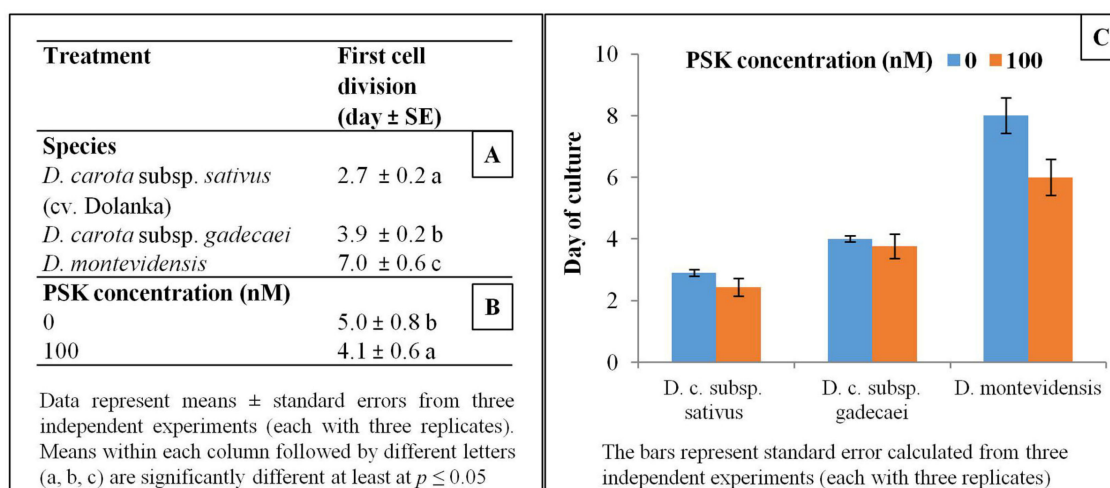 Treatment First cell
division
(day ± SE)
Species A
D. carota subsp. sativus 2.7 ± 0.2 a
(cv. Dolanka)
D. carota subsp. gadecaei 3.9 ± 0.2 b
D. montevidensis 7.0 ± 0.6 c
PSK concentration (nM) B
0 5.0 ± 0.8 b
100 4.1 ± 0.6 a
Data represent means ± standard errors from three
independent experiments (each with three replicates).
Means within each column followed by different letters
(a, b, c) are significantly different at least at p ≤ 0.05
C
PSK concentration (nM) 0 100
Day of culture
10
8
6
4
2
0
D. c. subsp. D. c. subsp. D. montevidensis
sativus gadecaei
The bars represent standard error calculated from three
independent experiments (each with three replicates)